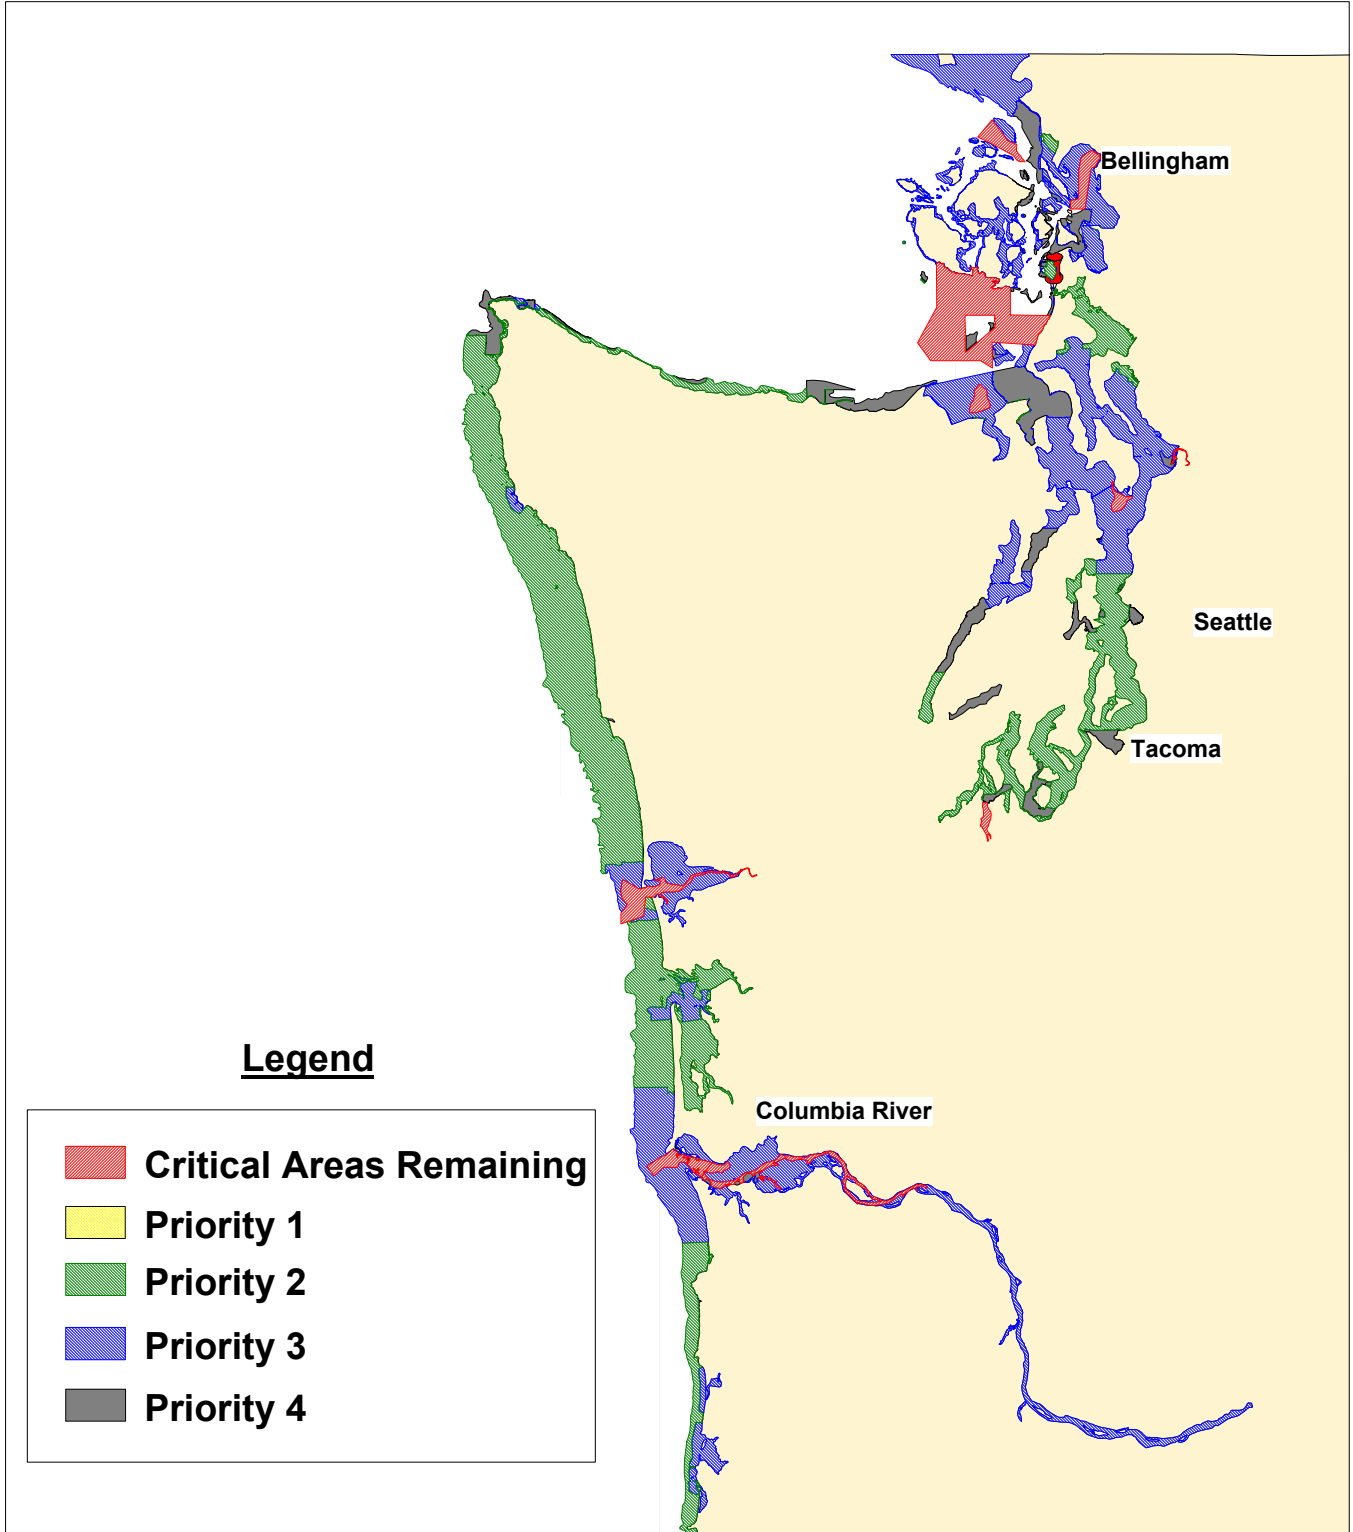 Bellingham
Seattle
Tacoma
Legend
Columbia River
Critical Areas Remaining
Priority 1
Priority 2
Priority 3
Priority 4